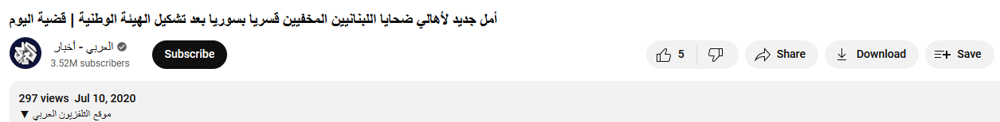 أمل جديد لأهالي ضحايا اللبنانيين المخفيين قسريا بسوريا بعد تشكيل الهيئة الوطنية | قضية اليوم
العربي - أخبار
3.52M subscribers
Subscribe
5
Share
Download
Save
297 views Jul 10, 2020
موقع التلفزيون العربي ▼